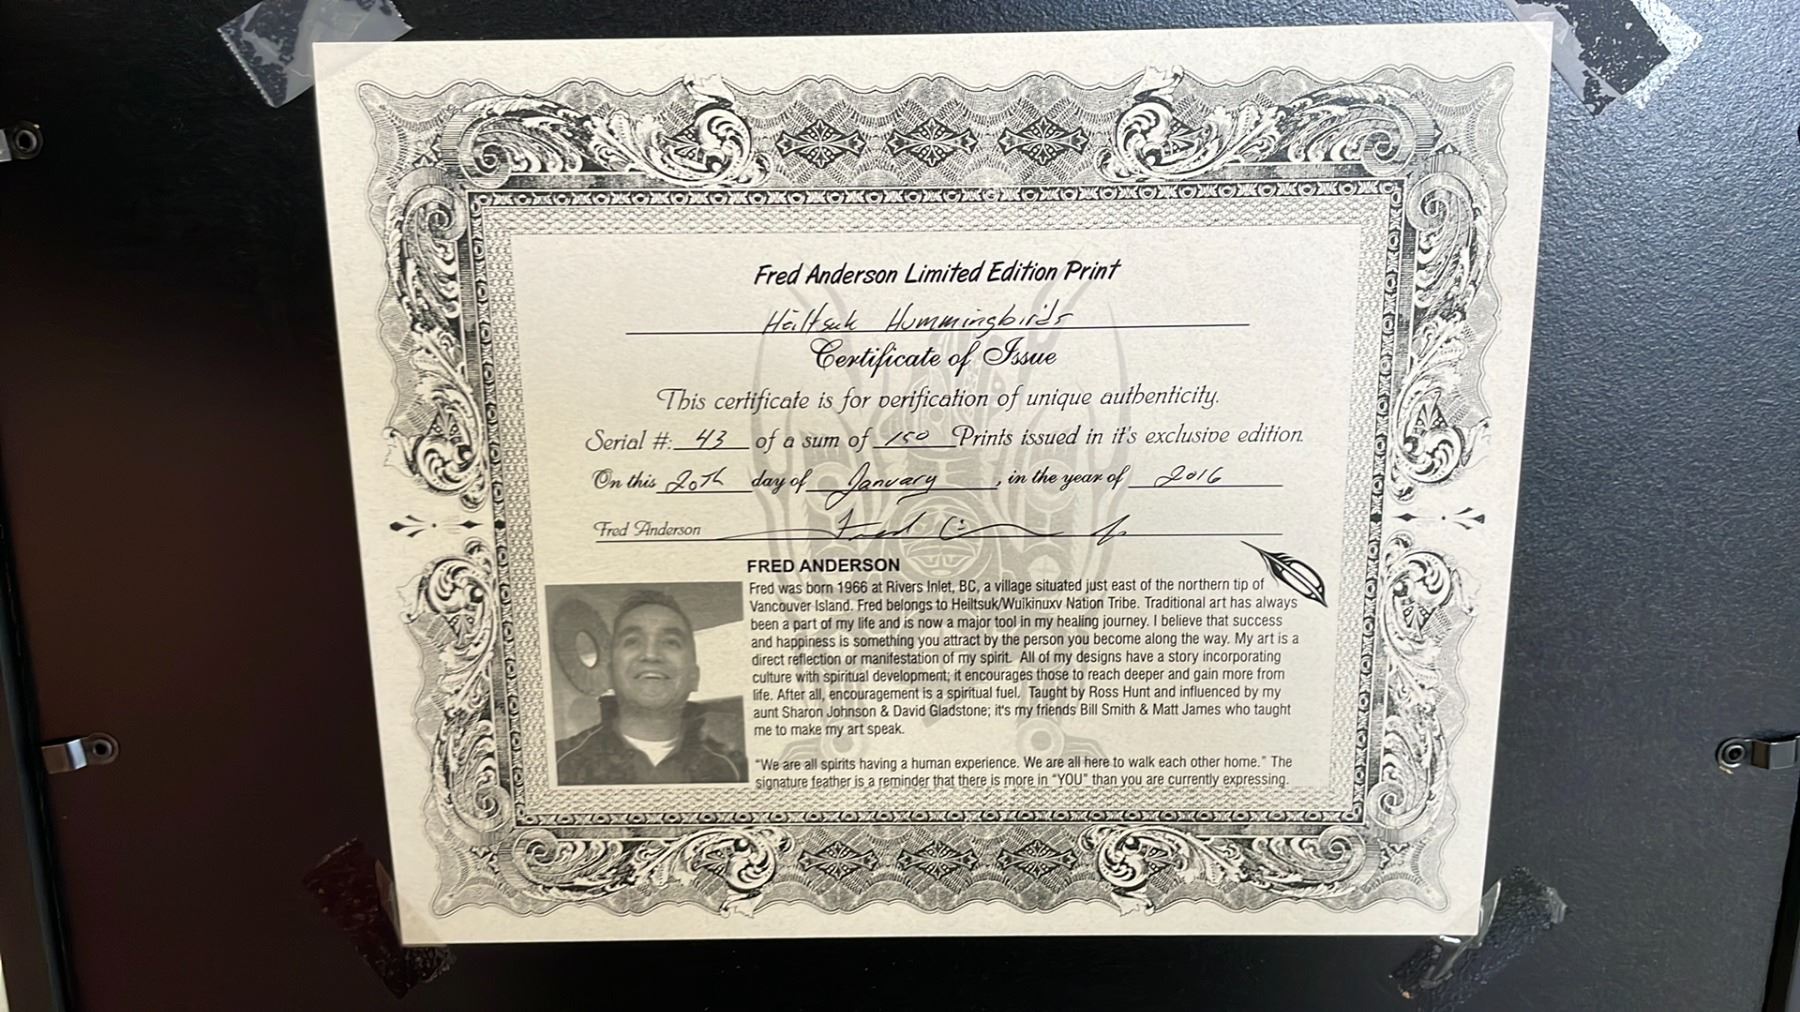 Fred Anderson Limited Edition Print
Heiltsuk Hummingbirds
Certificate of Issue
This certificate is for verification of unique authenticity.
Serial #: 43 of a sum of 150 Prints issued in it's exclusive edition
On this 20th day of January, in the year of 2016
Fred Anderson
FRED ANDERSON
Fred was born 1966 at Rivers Inlet, BC, a village situated just east of the northern tip of
Vancouver Island. Fred belongs to Heiltsuk/Wuikinuxv Nation Tribe. Traditional art has always
been a part of my life and is now a major tool in my healing journey. I believe that success
and happiness is something you attract by the person you become along the way. My art is a
direct reflection or manifestation of my spirit. All of my designs have a story incorporating
culture with spiritual development; it encourages those to reach deeper and gain more from
life. After all, encouragement is a spiritual fuel. Taught by Ross Hunt and influenced by my
aunt Sharon Johnson & David Gladstone; it's my friends Bill Smith & Matt James who taught
me to make my art speak.
"We are all spirits having a human experience. We are all here to walk each other home." The
signature feather is a reminder that there is more in "YOU" than you are currently expressing.